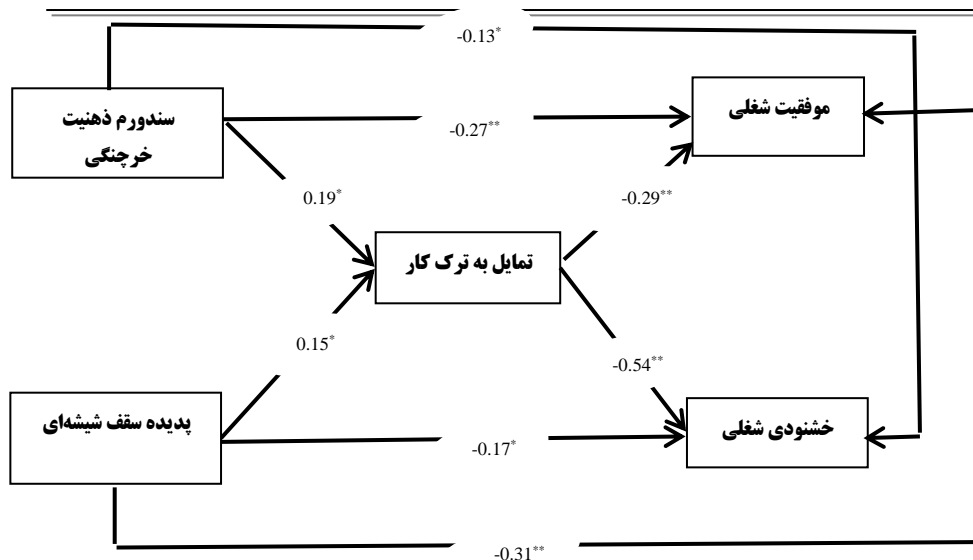 -0.13*
سندورم ذهنیت
خرچنگی
موفقیت شغلی
-0.27**
0.19*
-0.29**
تمایل به ترک کار
0.15*
-0.54**
پدیده سقف شیشه‌ای
خشنودی شغلی
-0.17*
-0.31**